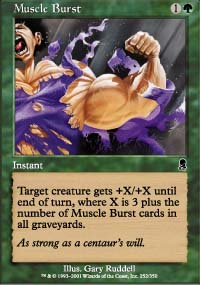 Muscle Burst 1
Instant
Target creature gets +X/+X until
end of turn, where X is 3 plus the
number of Muscle Burst cards in
all graveyards.
As strong as a centaur's will.
Illus. Gary Ruddell
™ & © 1993–2001 Wizards of the Coast, Inc. 252/350